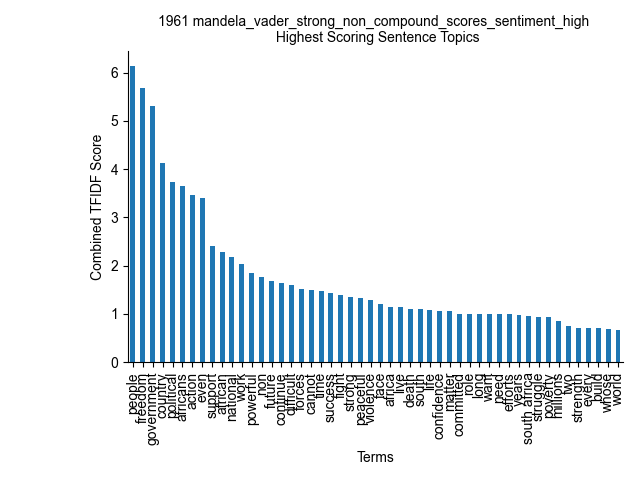 1961 mandela_vader_strong_non_compound_scores_sentiment_high
Highest Scoring Sentence Topics
Combined TFIDF Score
6
5
4
3
2
1
0
people
freedom
government
country
political
africans
action
even
support
african
national
work
powerful
non
future
continue
difficult
forces
cannot
time
success
fight
strong
peaceful
violence
face
africa
live
death
south
life
confidence
matter
committed
role
long
want
need
efforts
years
south africa
struggle
poverty
millions
two
strength
every
build
whose
world
Terms